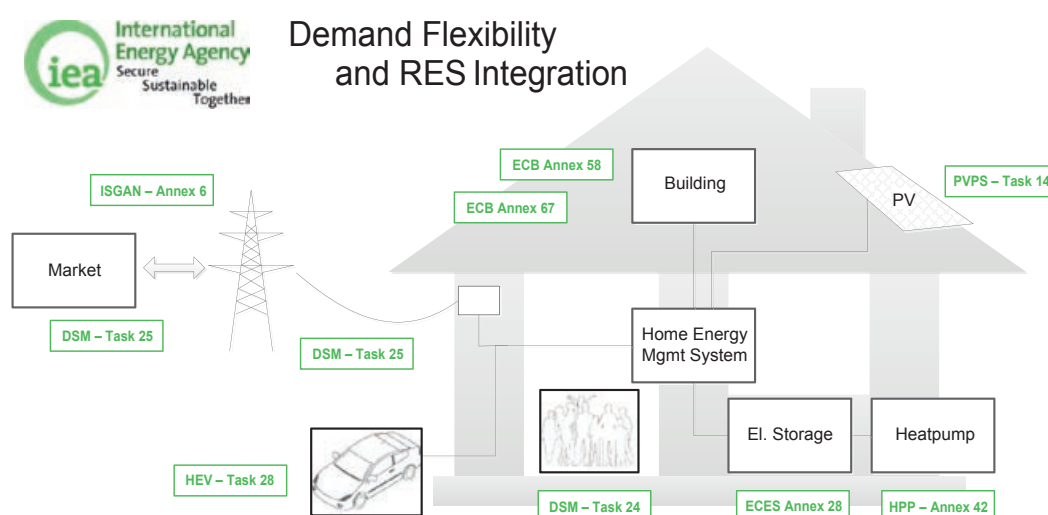 International
Energy Agency
iea
Secure
Sustainable
Together
Demand Flexibility
and RES Integration
ECB Annex 58
Building
PVPS – Task 14
ISGAN – Annex 6
ECB Annex 67
PV
Market
DSM – Task 25
DSM – Task 25
Home Energy
Mgmt System
El. Storage
Heatpump
HEV – Task 28
DSM – Task 24
ECES Annex 28
HPP – Annex 42